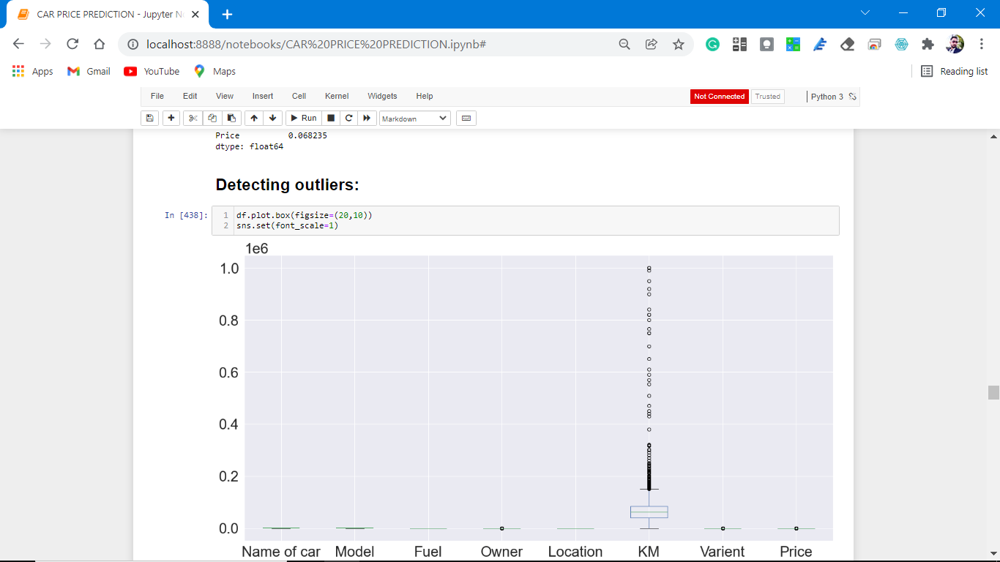 CAR PRICE PREDICTION - Jupyter N
localhost:8888/notebooks/CAR%20PRICE%20PREDICTION.ipynb#
Apps Gmail YouTube Maps Reading list
File Edit View Insert Cell Kernel Widgets Help Not Connected Trusted Python 3
Run Markdown
Price 0.068235
dtype: float64
Detecting outliers:
In [438]: 1 df.plot.box(figsize=(20,10))
2 sns.set(font_scale=1)
1e6
1.0
0.8
0.6
0.4
0.2
0.0
Name of car Model Fuel Owner Location KM Varient Price